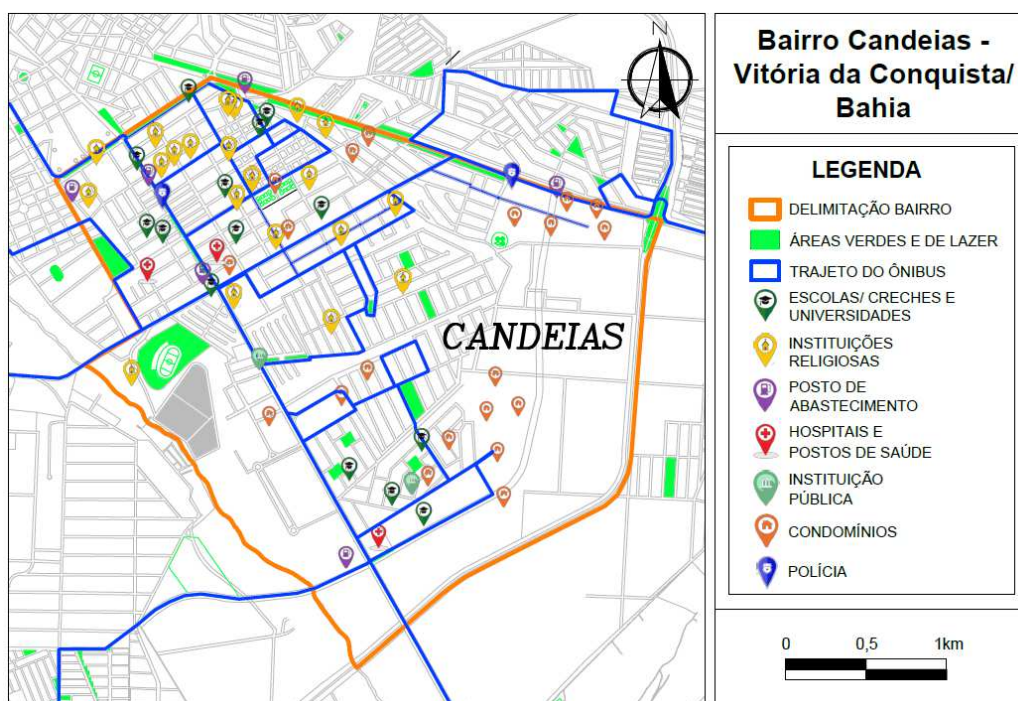 N
Bairro Candeias -
Vitória da Conquista/
Bahia
LEGENDA
DELIMITAÇÃO BAIRRO
ÁREAS VERDES E DE LAZER
TRAJETO DO ÔNIBUS
ESCOLAS/ CRECHES E
UNIVERSIDADES
INSTITUIÇÕES
RELIGIOSAS
POSTO DE
ABASTECIMENTO
HOSPITAIS E
POSTOS DE SAÚDE
INSTITUIÇÃO
PÚBLICA
CONDOMÍNIOS
POLÍCIA
CANDEIAS
0 0,5 1km